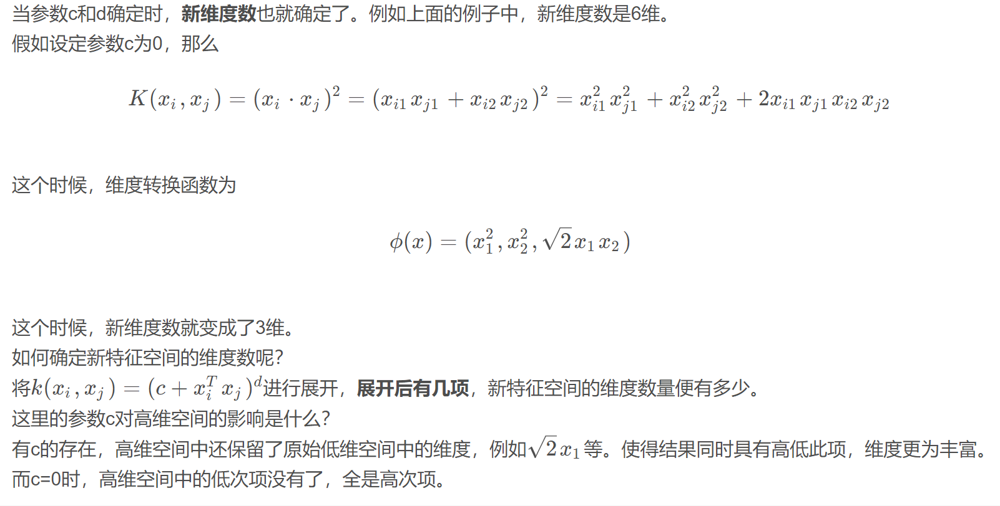 当参数c和d确定时，新维度数也就确定了。例如上面的例子中，新维度数是6维。
假如设定参数c为0，那么
K(x_i, x_j) = (x_i · x_j)^2 = (x_{i1} x_{j1} + x_{i2} x_{j2})^2 = x_{i1}^2 x_{j1}^2 + x_{i2}^2 x_{j2}^2 + 2x_{i1} x_{j1} x_{i2} x_{j2}
这个时候，维度转换函数为
ϕ(x) = (x_1^2, x_2^2, √2 x_1 x_2)
这个时候，新维度数就变成了3维。
如何确定新特征空间的维度数呢？
将k(x_i, x_j) = (c + x_i^T x_j)^d进行展开，展开后有几项，新特征空间的维度数量便有多少。
这里的参数c对高维空间的影响是什么？
有c的存在，高维空间中还保留了原始低维空间中的维度，例如√2 x_1等。使得结果同时具有高低此项，维度更为丰富。
而c=0时，高维空间中的低次项没有了，全是高次项。